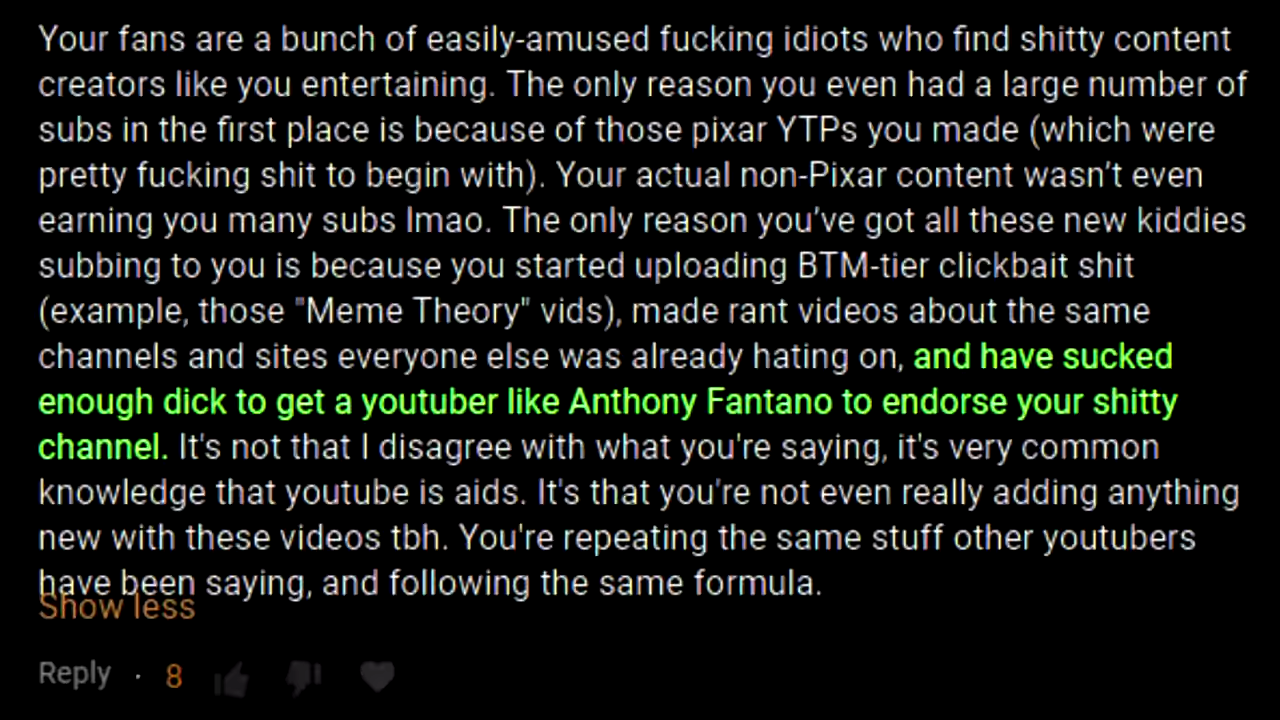 Your fans are a bunch of easily-amused fucking idiots who find shitty content
creators like you entertaining. The only reason you even had a large number of
subs in the first place is because of those pixar YTPs you made (which were
pretty fucking shit to begin with). Your actual non-Pixar content wasn’t even
earning you many subs lmao. The only reason you’ve got all these new kiddies
subbing to you is because you started uploading BTM-tier clickbait shit
(example, those "Meme Theory" vids), made rant videos about the same
channels and sites everyone else was already hating on, and have sucked
enough dick to get a youtuber like Anthony Fantano to endorse your shitty
channel. It's not that I disagree with what you're saying, it's very common
knowledge that youtube is aids. It's that you're not even really adding anything
new with these videos tbh. You're repeating the same stuff other youtubers
have been saying, and following the same formula.
Show less
Reply · 8